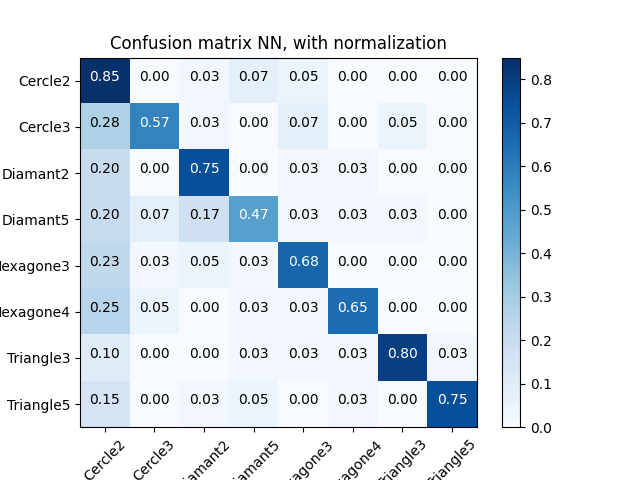 Confusion matrix NN, with normalization
Cercle2 0.85 0.00 0.03 0.07 0.05 0.00 0.00 0.00
Cercle3 0.28 0.57 0.03 0.00 0.07 0.00 0.05 0.00
Diamant2 0.20 0.00 0.75 0.00 0.03 0.03 0.00 0.00
Diamant5 0.20 0.07 0.17 0.47 0.03 0.03 0.03 0.00
exagone3 0.23 0.03 0.05 0.03 0.68 0.00 0.00 0.00
exagone4 0.25 0.05 0.00 0.03 0.03 0.65 0.00 0.00
Triangle3 0.10 0.00 0.00 0.03 0.03 0.03 0.80 0.03
Triangle5 0.15 0.00 0.03 0.05 0.00 0.03 0.00 0.75
Cercle2 Cercle3 amant2 amant5 agone3 agone4 riangle3 iangle5
0.8
0.7
0.6
0.5
0.4
0.3
0.2
0.1
0.0